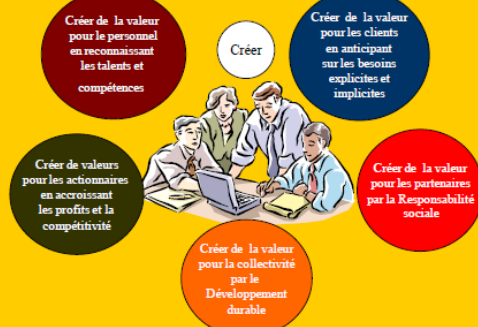 Créer de la valeur
pour le personnel
en reconnaissant
les talents et
compétences
Créer
Créer de la valeur
pour les clients
en anticipant
sur les besoins
explicites et
implicites
Créer de valeurs
pour les actionnaires
en accroissant
les profits et la
compétitivité
Créer de la valeur
pour les partenaires
par la Responsabilité
sociale
Créer de la valeur
pour la collectivité
par le
Développement
durable